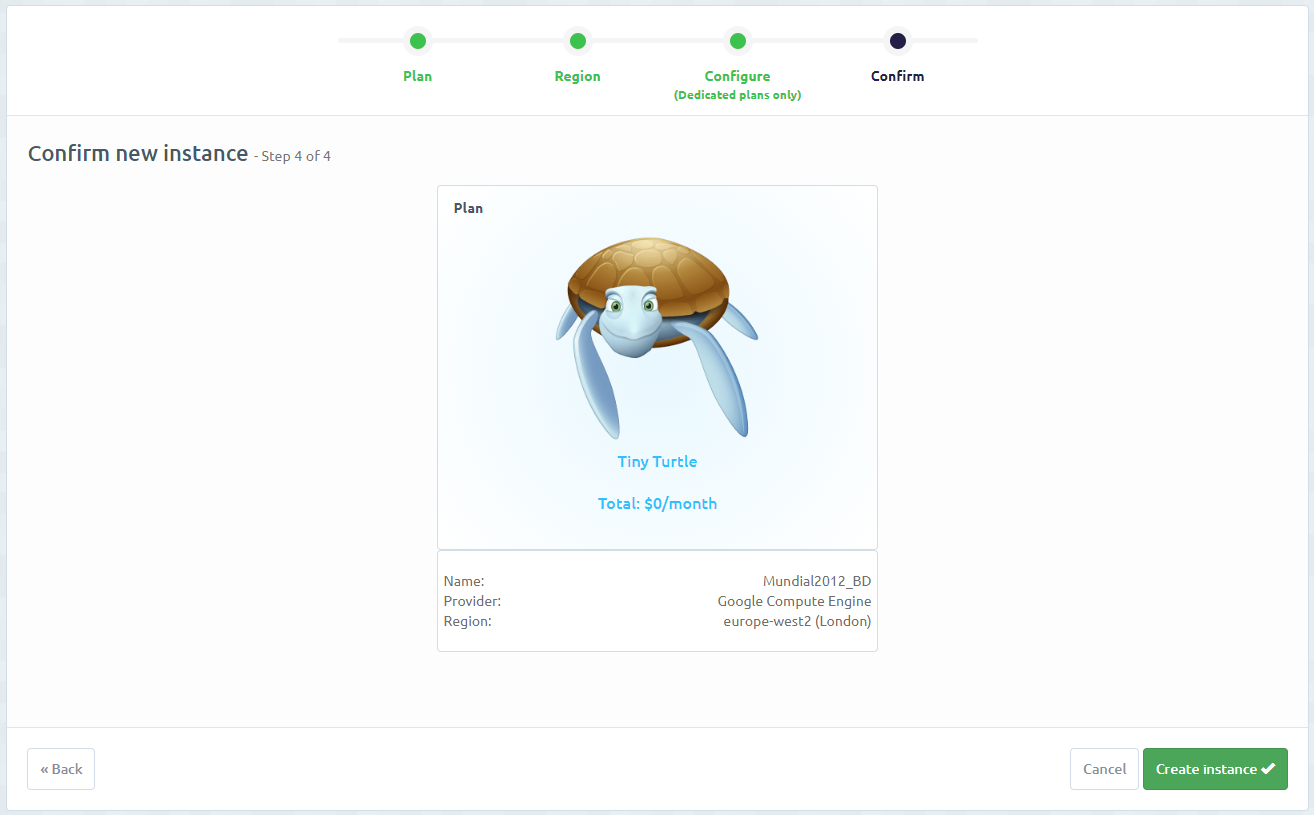 Plan
Region
Configure
(Dedicated plans only)
Confirm
Confirm new instance - Step 4 of 4
Plan
Tiny Turtle
Total: $0/month
Name: Mundial2012_BD
Provider: Google Compute Engine
Region: europe-west2 (London)
« Back
Cancel
Create instance ✔